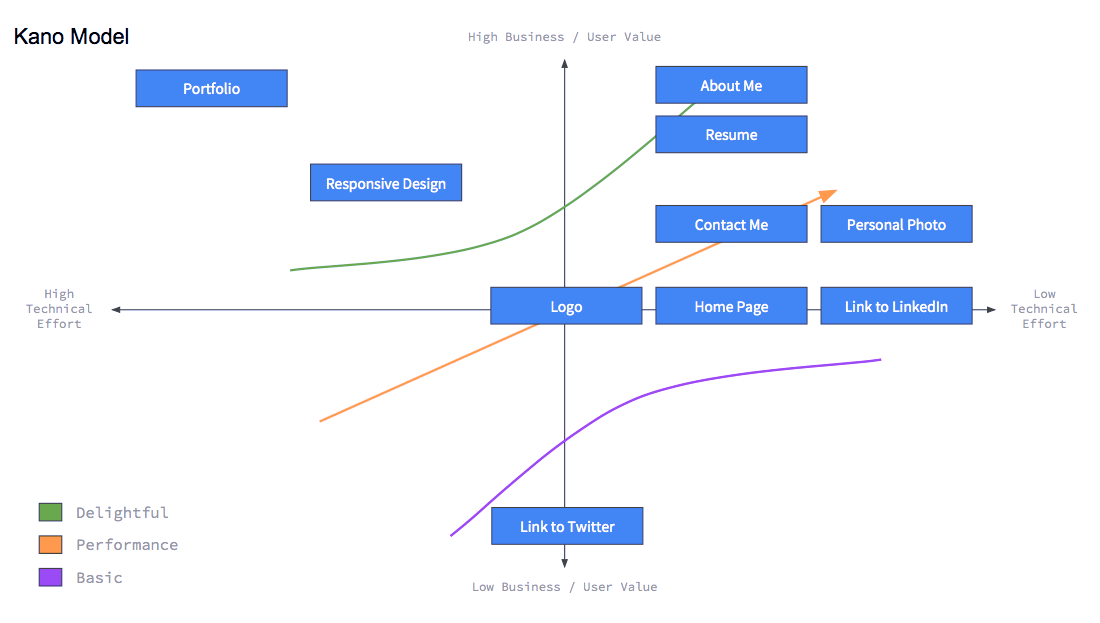 Kano Model
High Business / User Value
Portfolio
About Me
Resume
Responsive Design
Contact Me
Personal Photo
High
Technical
Effort
Logo
Home Page
Link to LinkedIn
Low
Technical
Effort
Link to Twitter
Delightful
Performance
Basic
Low Business / User Value